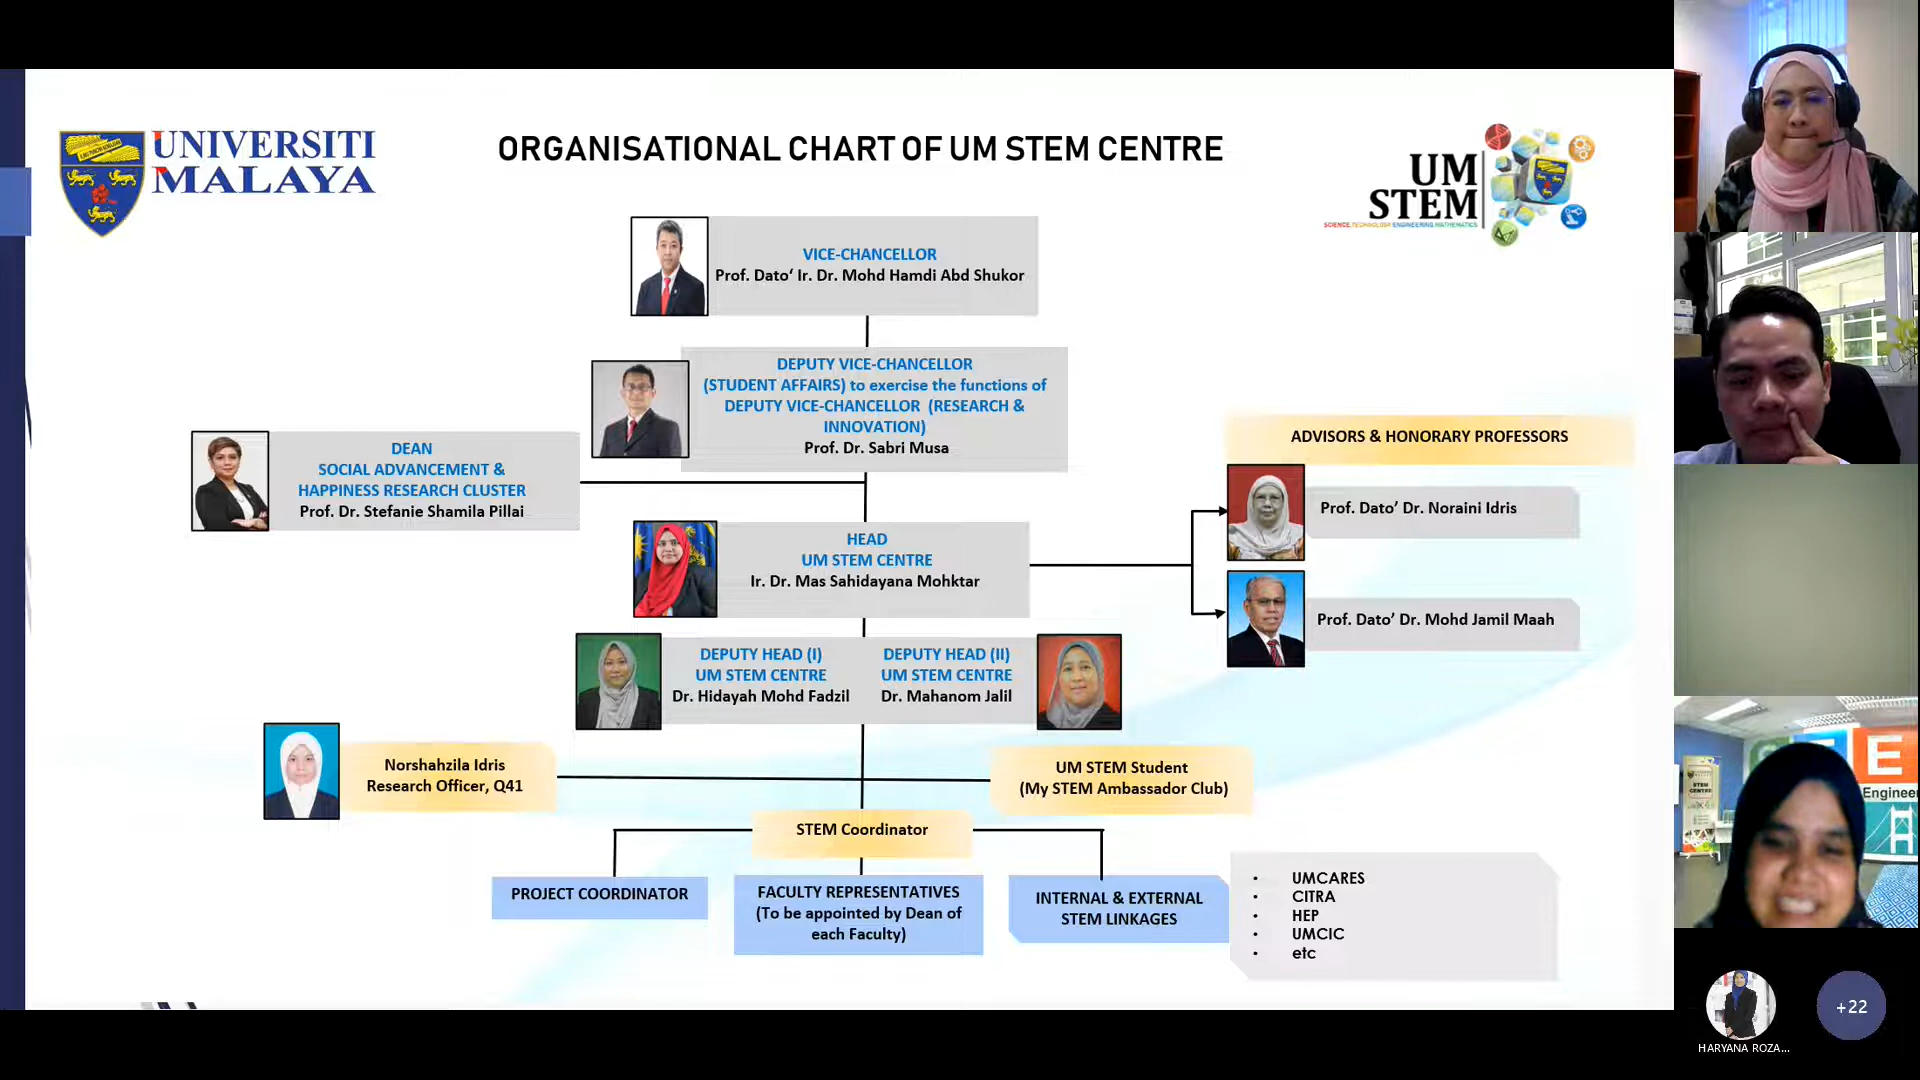 UNIVERSITI
MALAYA
ORGANISATIONAL CHART OF UM STEM CENTRE
UM
STEM
SCIENCE.TECHNOLOGY.ENGINEERING.MATHEMATICS
VICE-CHANCELLOR
Prof. Dato‘ Ir. Dr. Mohd Hamdi Abd Shukor
DEPUTY VICE-CHANCELLOR
(STUDENT AFFAIRS) to exercise the functions of
DEPUTY VICE-CHANCELLOR (RESEARCH &
INNOVATION)
Prof. Dr. Sabri Musa
DEAN
SOCIAL ADVANCEMENT &
HAPPINESS RESEARCH CLUSTER
Prof. Dr. Stefanie Shamila Pillai
ADVISORS & HONORARY PROFESSORS
Prof. Dato’ Dr. Noraini Idris
Prof. Dato’ Dr. Mohd Jamil Maah
HEAD
UM STEM CENTRE
Ir. Dr. Mas Sahidayana Mohktar
DEPUTY HEAD (I)
UM STEM CENTRE
Dr. Hidayah Mohd Fadzil
DEPUTY HEAD (II)
UM STEM CENTRE
Dr. Mahanom Jalil
Norshahzila Idris
Research Officer, Q41
UM STEM Student
(My STEM Ambassador Club)
STEM Coordinator
PROJECT COORDINATOR
FACULTY REPRESENTATIVES
(To be appointed by Dean of
each Faculty)
INTERNAL & EXTERNAL
STEM LINKAGES
• UMCARES
• CITRA
• HEP
• UMCIC
• etc
E
Engineer
STEM
CENTRE
HARYANA ROZA...
+22